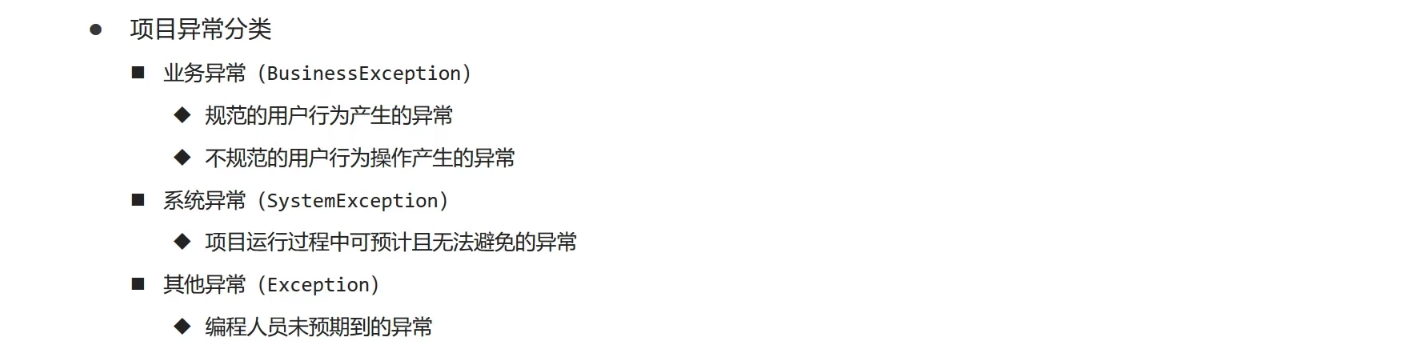 ● 项目异常分类
■ 业务异常（BusinessException）
◆ 规范的用户行为产生的异常
◆ 不规范的用户行为操作产生的异常
■ 系统异常（SystemException）
◆ 项目运行过程中可预计且无法避免的异常
■ 其他异常（Exception）
◆ 编程人员未预期到的异常